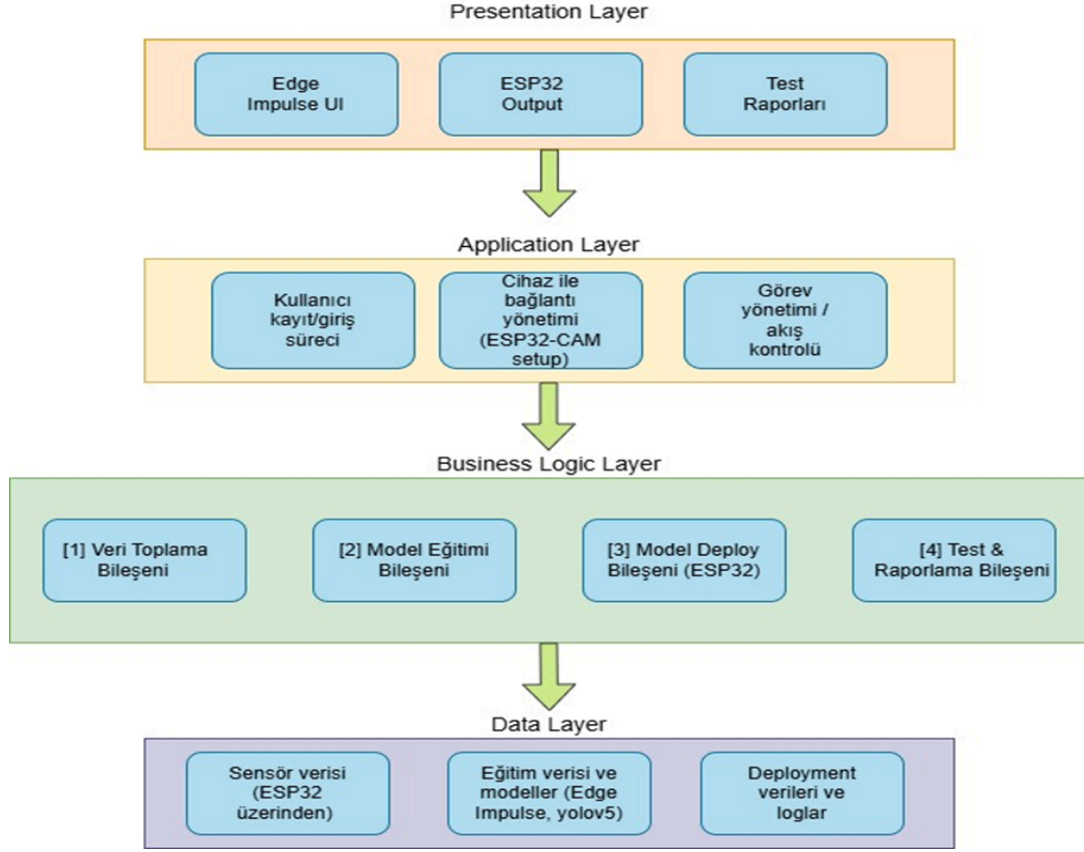 Presentation Layer
Edge
Impulse UI
ESP32
Output
Test
Raporları
Application Layer
Kullanıcı
kayıt/giriş
süreci
Cihaz ile
bağlantı
yönetimi
(ESP32-CAM
setup)
Görev
yönetimi /
akış
kontrolü
Business Logic Layer
[1] Veri Toplama
Bileşeni
[2] Model Eğitimi
Bileşeni
[3] Model Deploy
Bileşeni (ESP32)
[4] Test &
Raporlama Bileşeni
Data Layer
Sensör verisi
(ESP32
üzerinden)
Eğitim verisi ve
modeller (Edge
Impulse, yolov5)
Deployment
verileri ve
loglar